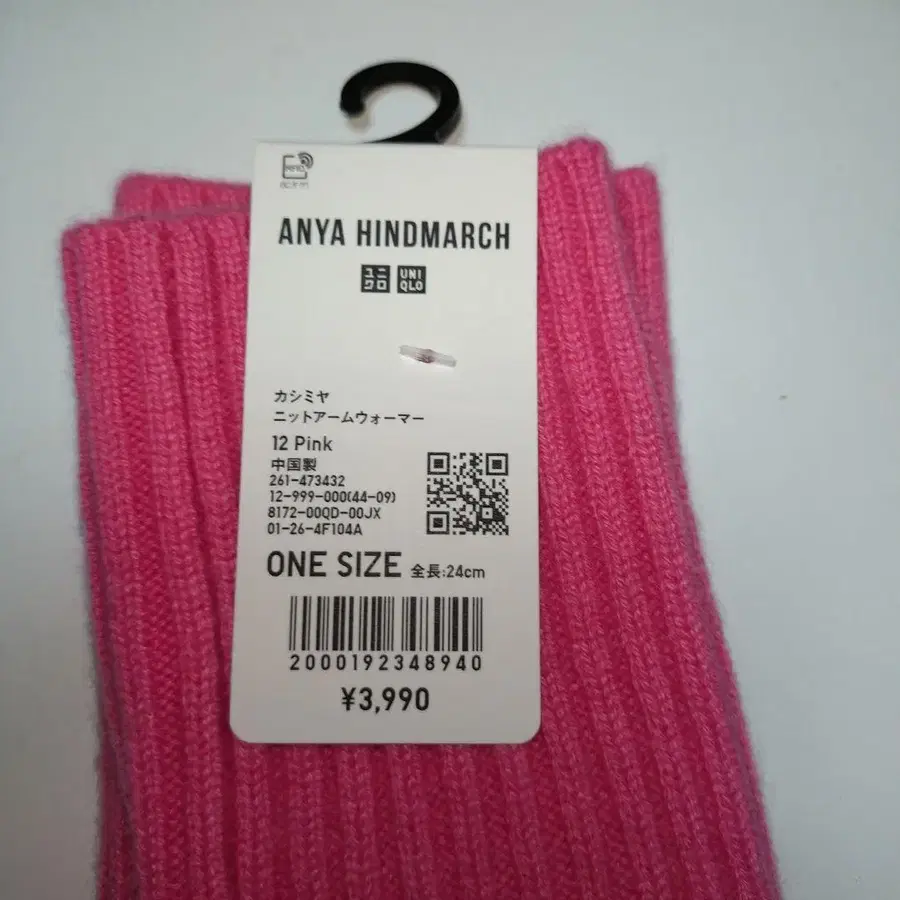 ANYA HINDMARCH
ユニクロ UNIQLO
カシミヤ
ニットアームウォーマー
12 Pink
中国製
261-473432
12-999-000(44-09)
8172-00QD-00JX
01-26-4F104A
ONE SIZE 全長:24cm
2000192348940
¥3,990